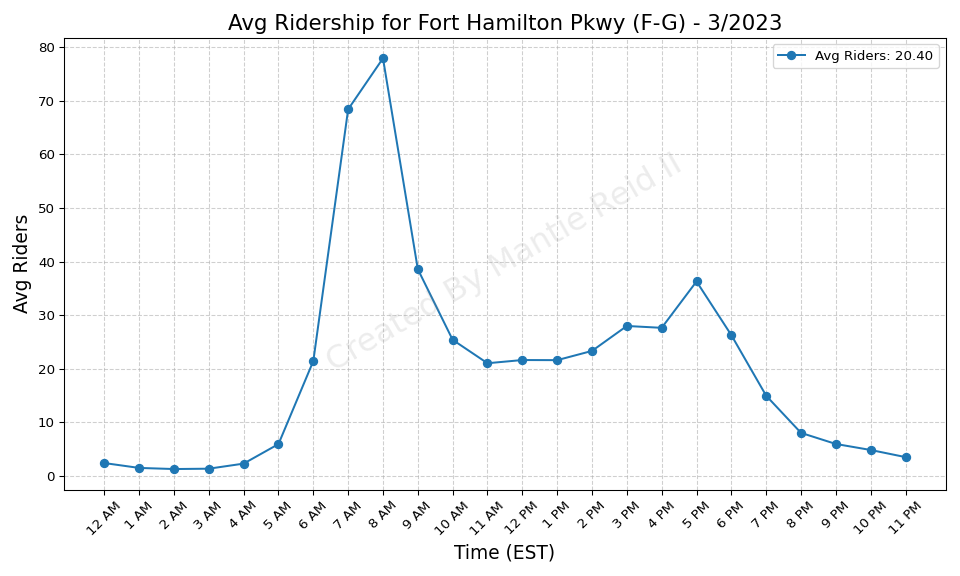 Avg Ridership for Fort Hamilton Pkwy (F-G) - 3/2023
Avg Riders: 20.40
Avg Riders
80
70
60
50
40
30
20
10
0
Created By Mantie Reid II
12 AM
1 AM
2 AM
3 AM
4 AM
5 AM
6 AM
7 AM
8 AM
9 AM
10 AM
11 AM
12 PM
1 PM
2 PM
3 PM
4 PM
5 PM
6 PM
7 PM
8 PM
9 PM
10 PM
11 PM
Time (EST)